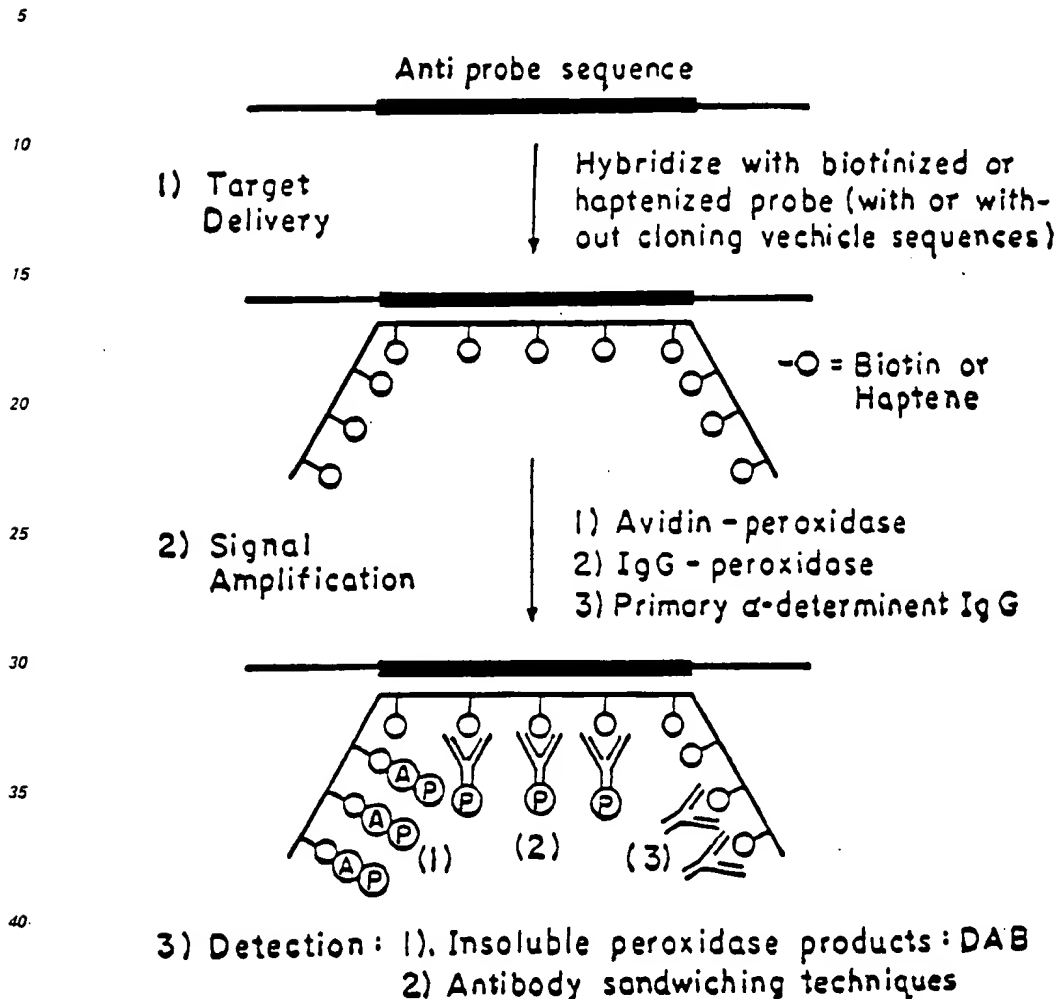 5
Anti probe sequence
10
1) Target
Delivery
Hybridize with biotinized or
haptenized probe (with or with-
out cloning vechicle sequences)
15
-O = Biotin or
Haptene
20
25
2) Signal
Amplification
1) Avidin - peroxidase
2) IgG - peroxidase
3) Primary α-determinent IgG
30
A P
A P
A P
(1)
P
P
P
(2)
(3)
35
40
3) Detection : 1). Insoluble peroxidase products : DAB
2) Antibody sandwiching techniques